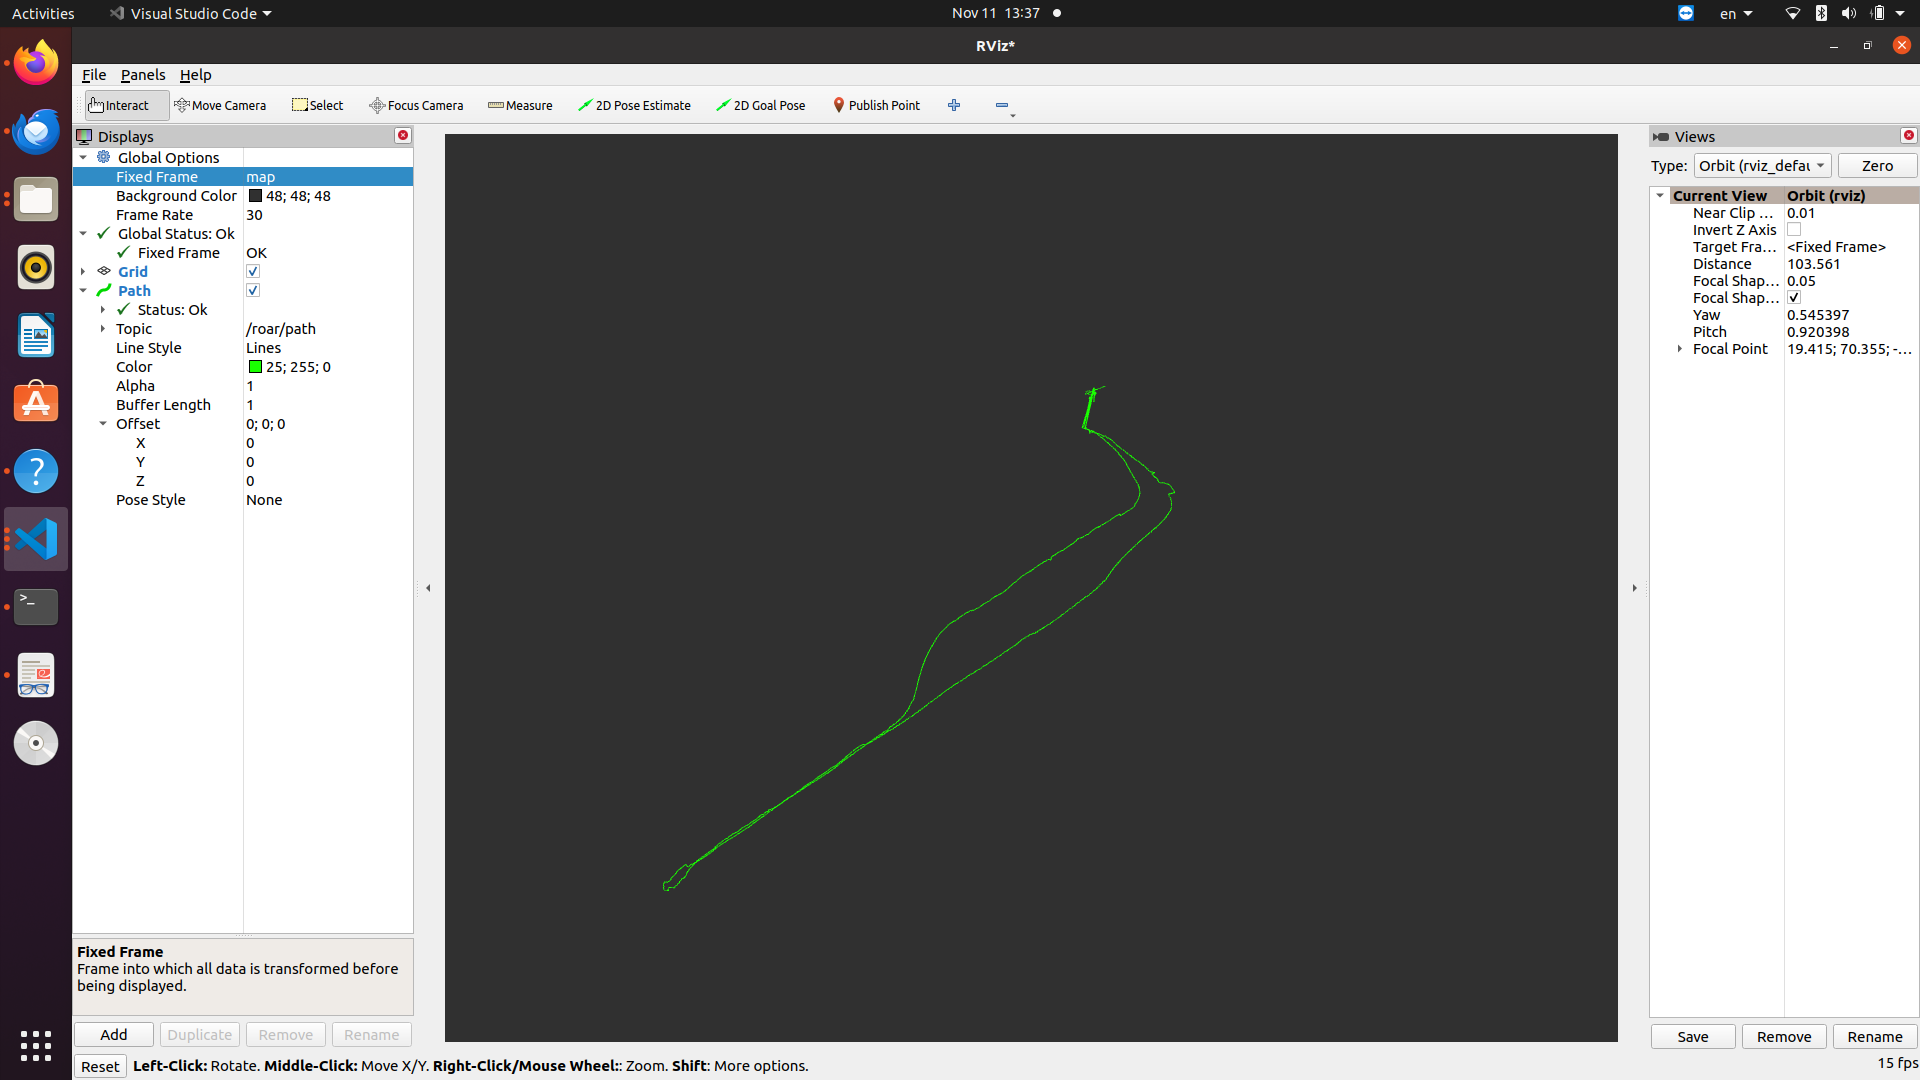 Activities Visual Studio Code Nov 11 13:37 en
RViz*
File Panels Help
Interact Move Camera Select Focus Camera Measure 2D Pose Estimate 2D Goal Pose Publish Point
Displays
Global Options
Fixed Frame map
Background Color 48; 48; 48
Frame Rate 30
Global Status: Ok
Fixed Frame OK
Grid
Path
Status: Ok
Topic /roar/path
Line Style Lines
Color 25; 255; 0
Alpha 1
Buffer Length 1
Offset 0; 0; 0
X 0
Y 0
Z 0
Pose Style None
Fixed Frame
Frame into which all data is transformed before
being displayed.
Add Duplicate Remove Rename
Reset Left-Click: Rotate. Middle-Click: Move X/Y. Right-Click/Mouse Wheel:: Zoom. Shift: More options.
Views
Type: Orbit (rviz_defau Zero
Current View Orbit (rviz)
Near Clip ... 0.01
Invert Z Axis
Target Fra... <Fixed Frame>
Distance 103.561
Focal Shap... 0.05
Focal Shap...
Yaw 0.545397
Pitch 0.920398
Focal Point 19.415; 70.355; -...
Save Remove Rename
15 fps